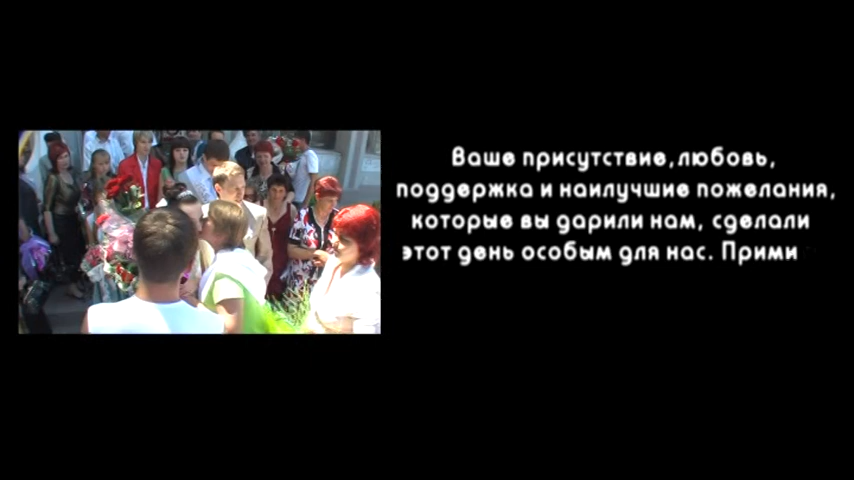 Ваше присутствие, любовь,
поддержка и наилучшие пожелания,
которые вы дарили нам, сделали
этот день особым для нас. Прими